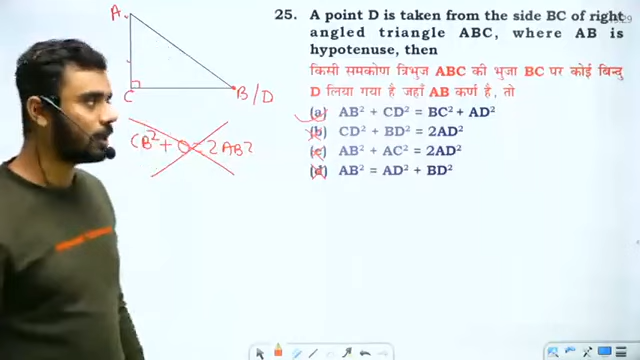 25. A point D is taken from the side BC of right
angled triangle ABC, where AB is
hypotenuse, then
किसी समकोण त्रिभुज ABC की भुजा BC पर कोई बिन्दु
D लिया गया है जहाँ AB कर्ण है, तो
(a) AB² + CD² = BC² + AD²
(b) CD² + BD² = 2AD²
(c) AB² + AC² = 2AD²
(d) AB² = AD² + BD²
A
C
B/D
CB² + 0 = 2AB²